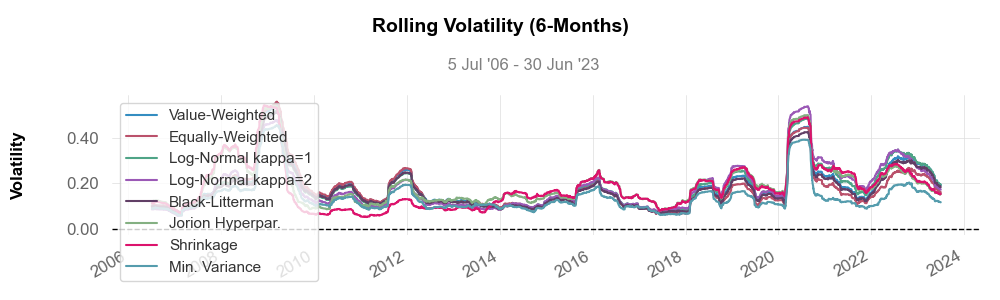 Rolling Volatility (6-Months)
5 Jul '06 - 30 Jun '23
Volatility
0.40
0.20
0.00
Value-Weighted
Equally-Weighted
Log-Normal kappa=1
Log-Normal kappa=2
Black-Litterman
Jorion Hyperpar.
Shrinkage
Min. Variance
2006
2008
2010
2012
2014
2016
2018
2020
2022
2024